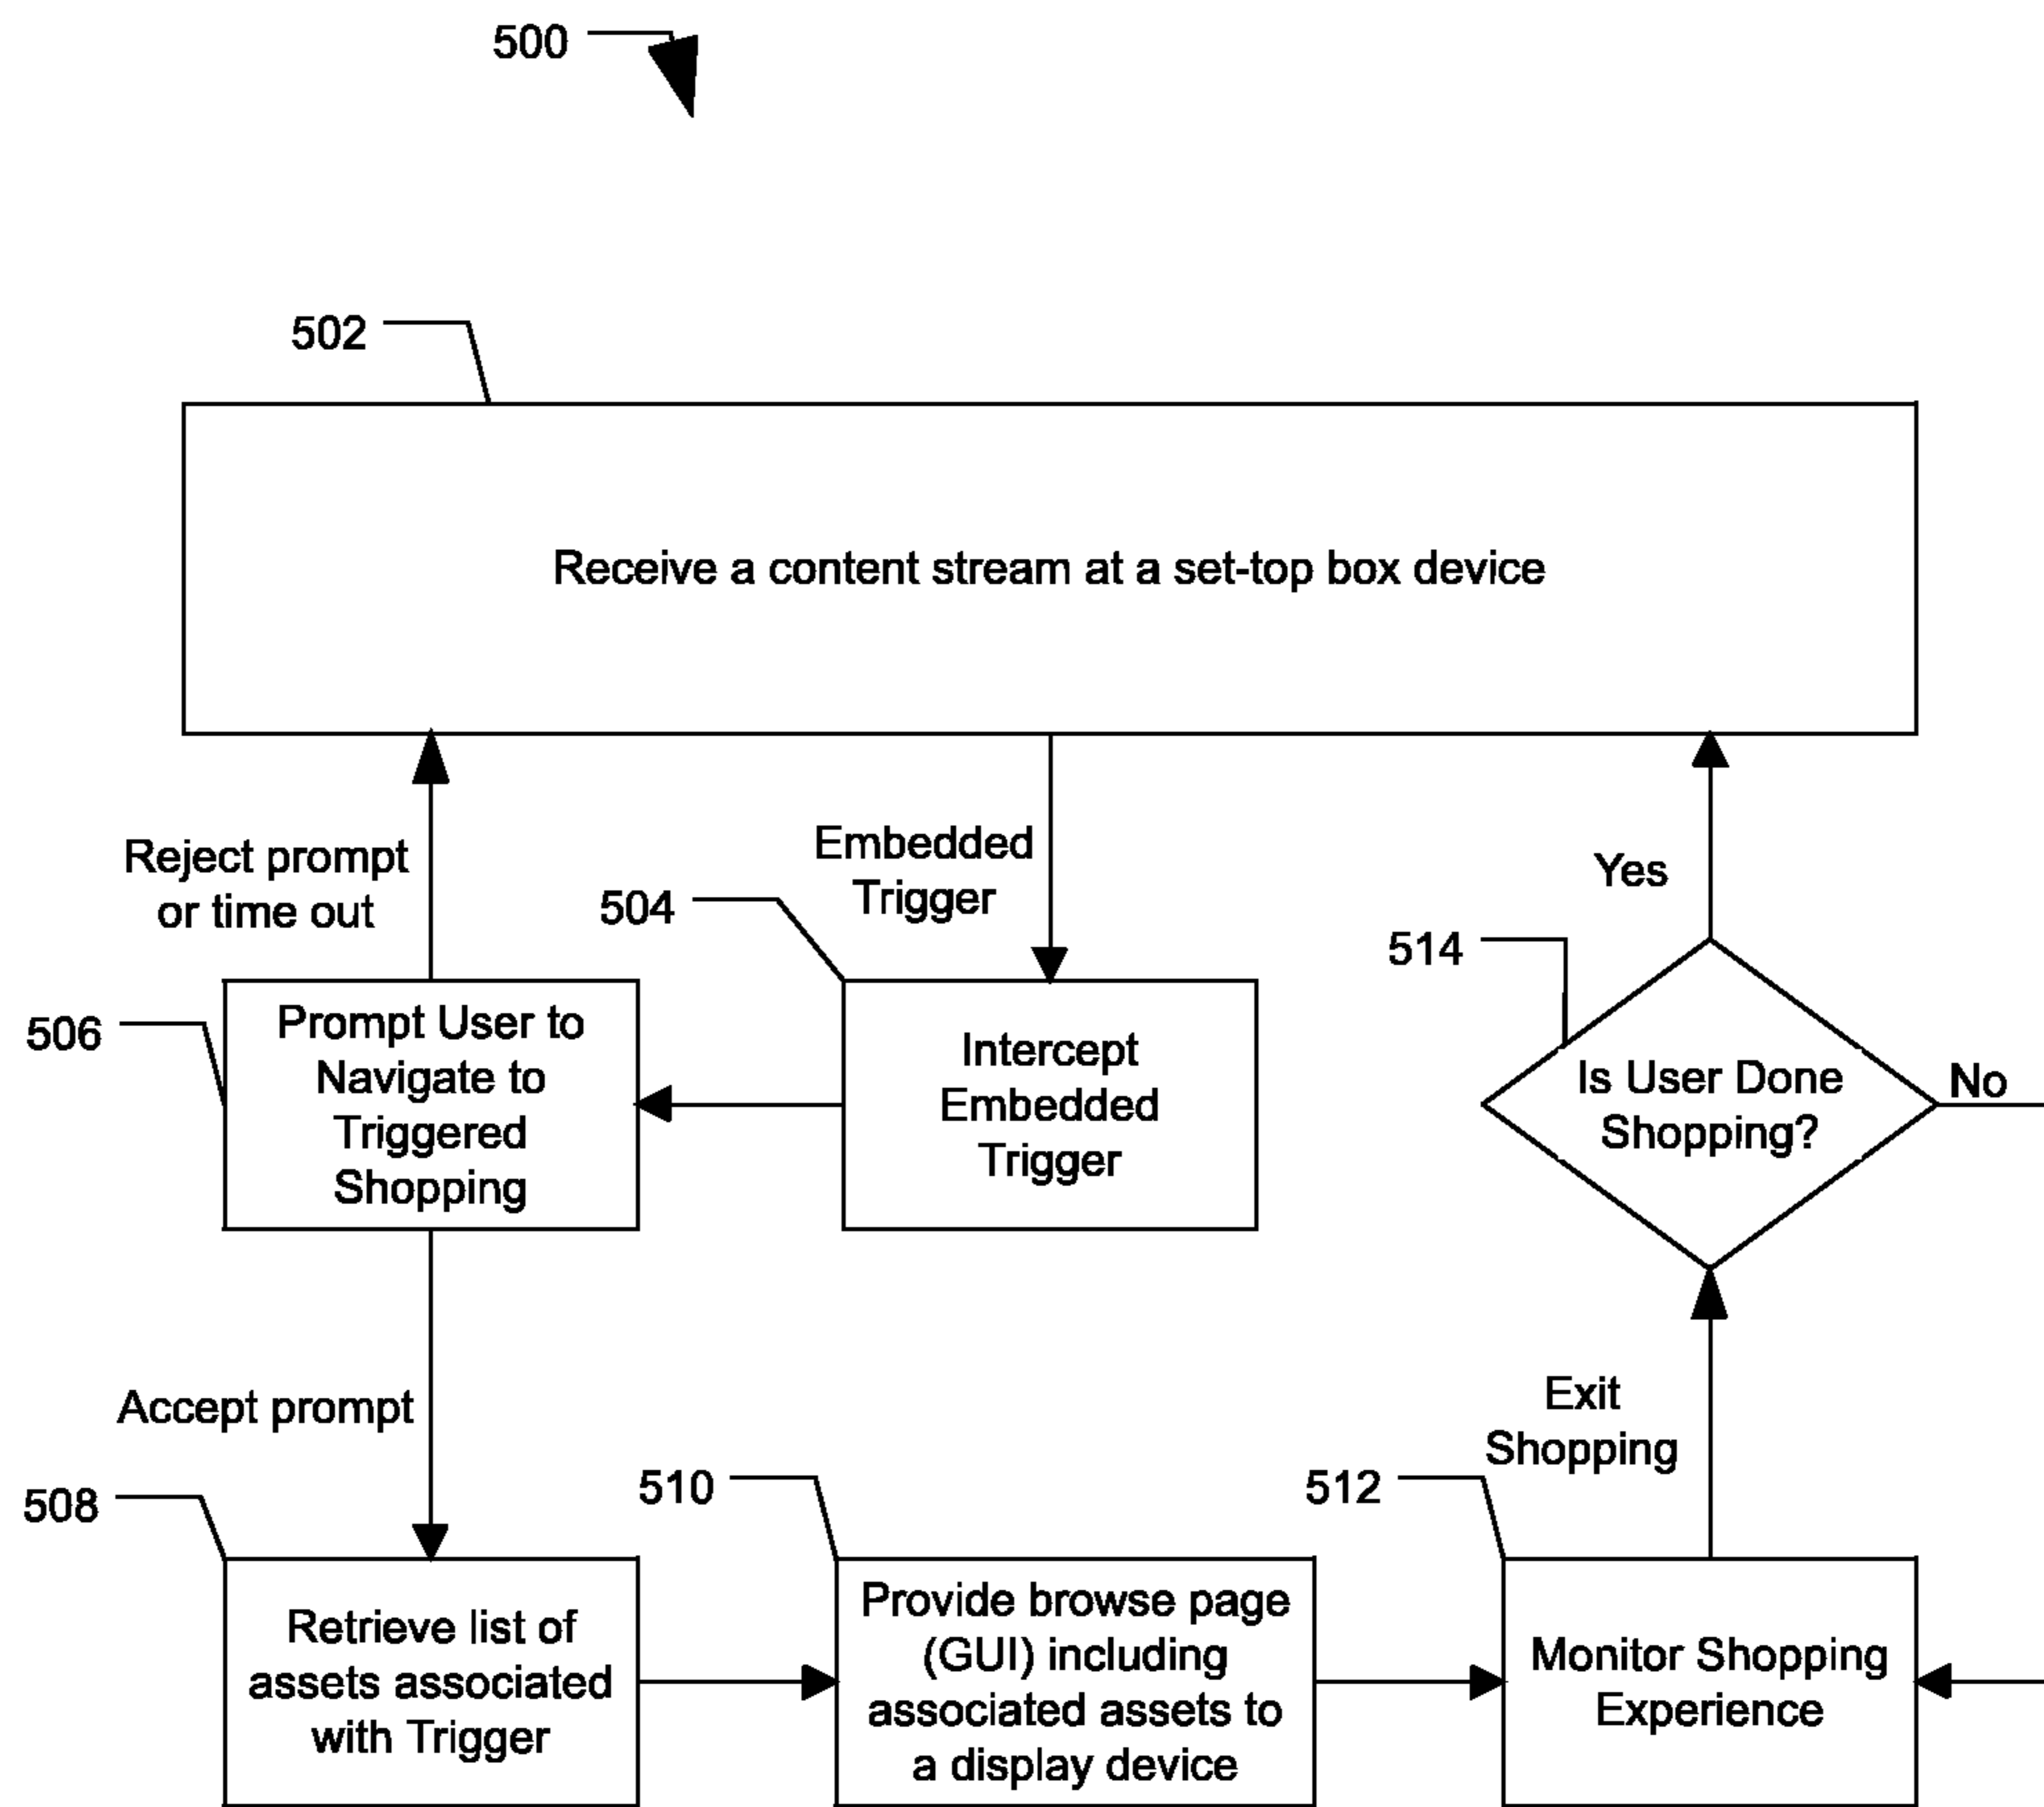 500
502
Receive a content stream at a set-top box device
Reject prompt
or time out
Embedded
Trigger
Yes
504
514
506
Prompt User to
Navigate to
Triggered
Shopping
Intercept
Embedded
Trigger
Is User Done
Shopping?
No
Accept prompt
Exit
Shopping
508
510
512
Retrieve list of
assets associated
with Trigger
Provide browse page
(GUI) including
associated assets to
a display device
Monitor Shopping
Experience